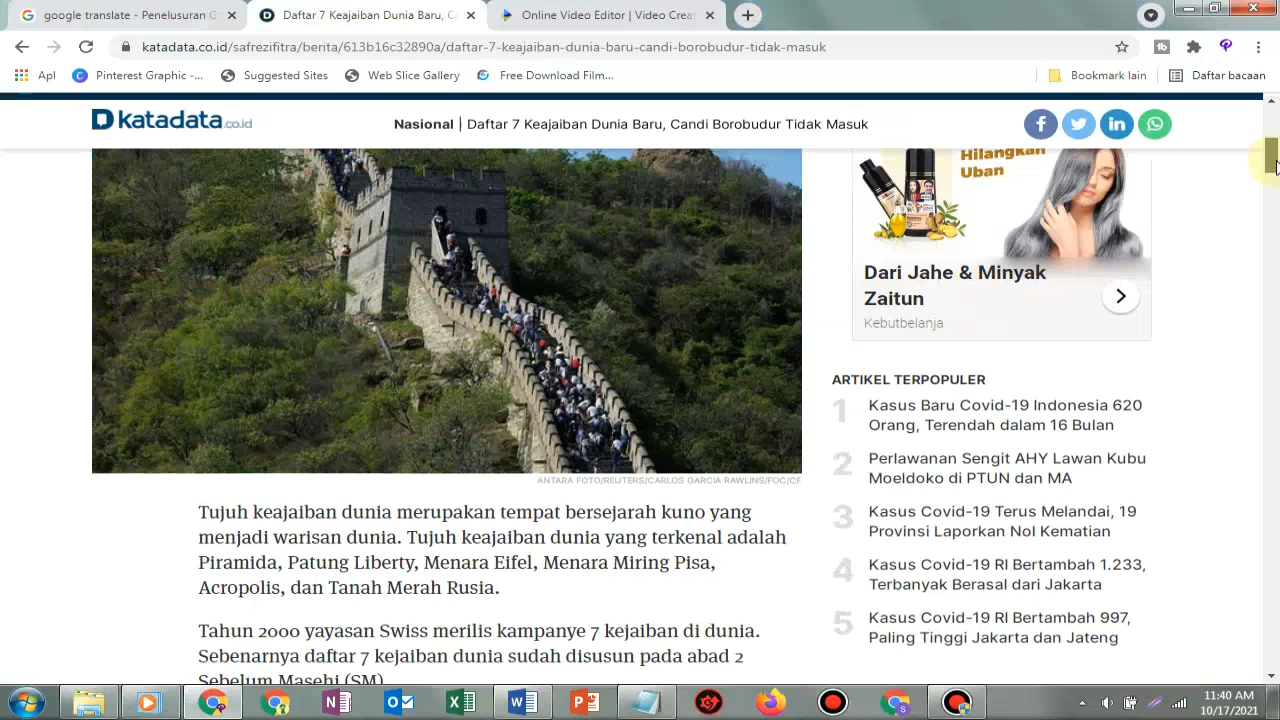 google translate - Penelusuran G
Daftar 7 Keajaiban Dunia Baru, Ca
Online Video Editor | Video Creat
katadata.co.id/safrezifitra/berita/613b16c32890a/daftar-7-keajaiban-dunia-baru-candi-borobudur-tidak-masuk
Apl
Pinterest Graphic -...
Suggested Sites
Web Slice Gallery
Free Download Film...
Bookmark lain
Daftar bacaan
katadata.co.id
Nasional | Daftar 7 Keajaiban Dunia Baru, Candi Borobudur Tidak Masuk
Hilangkan
Uban
Dari Jahe & Minyak
Zaitun
Kebutbelanja
ANTARA FOTO/REUTERS/CARLOS GARCIA RAWLINS/FOC/CF
Tujuh keajaiban dunia merupakan tempat bersejarah kuno yang
menjadi warisan dunia. Tujuh keajaiban dunia yang terkenal adalah
Piramida, Patung Liberty, Menara Eifel, Menara Miring Pisa,
Acropolis, dan Tanah Merah Rusia.
Tahun 2000 yayasan Swiss merilis kampanye 7 kejaiban di dunia.
Sebenarnya daftar 7 kejaiban dunia sudah disusun pada abad 2
Sebelum Masehi (SM).
ARTIKEL TERPOPULER
1 Kasus Baru Covid-19 Indonesia 620
Orang, Terendah dalam 16 Bulan
2 Perlawanan Sengit AHY Lawan Kubu
Moeldoko di PTUN dan MA
3 Kasus Covid-19 Terus Melandai, 19
Provinsi Laporkan Nol Kematian
4 Kasus Covid-19 RI Bertambah 1.233,
Terbanyak Berasal dari Jakarta
5 Kasus Covid-19 RI Bertambah 997,
Paling Tinggi Jakarta dan Jateng
11:40 AM
10/17/2021